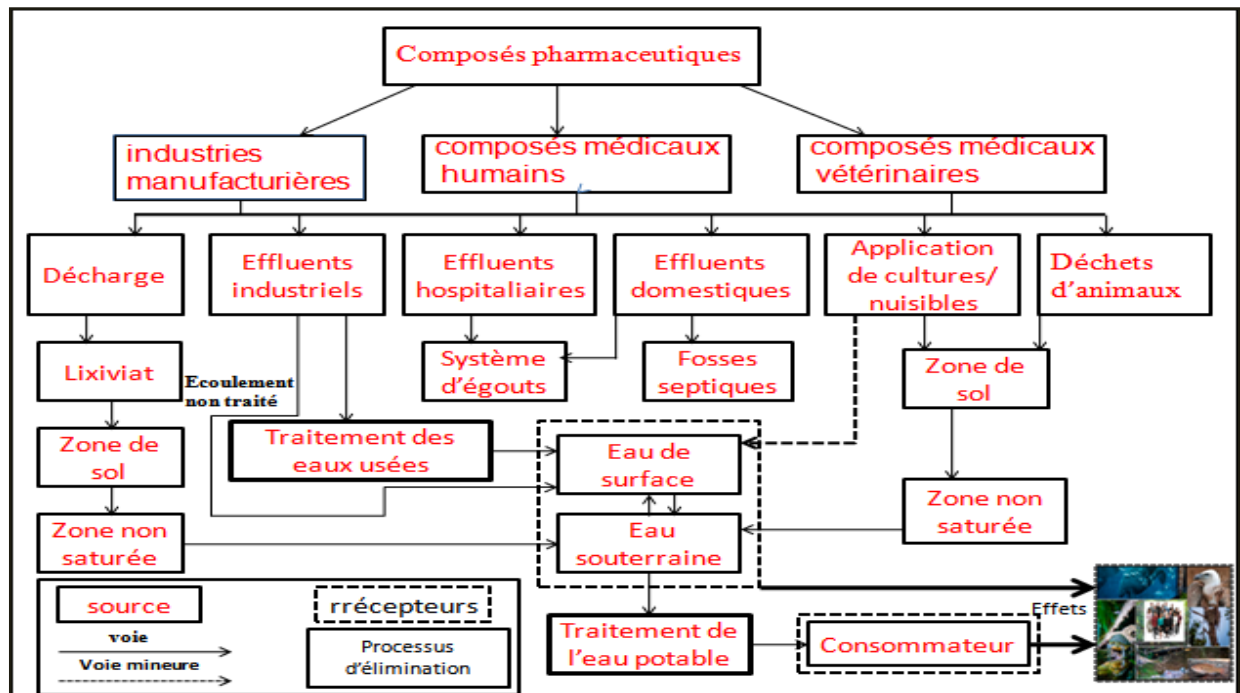 Composés pharmaceutiques
industries
manufacturières
composés médicaux
humains
composés médicaux
vétérinaires
Décharge
Effluents
industriels
Effluents
hospitaliaires
Effluents
domestiques
Application
de cultures/
nuisibles
Déchets
d'animaux
Lixiviat
Ecoulement
non traité
Système
d'égouts
Fosses
septiques
Zone de
sol
Zone de
sol
Traitement des
eaux usées
Eau de
surface
Zone non
saturée
Zone non
saturée
Eau
souterraine
source
rrécepteurs
voie
Voie mineure
Processus
d'élimination
Traitement de
l'eau potable
Consommateur
Effets